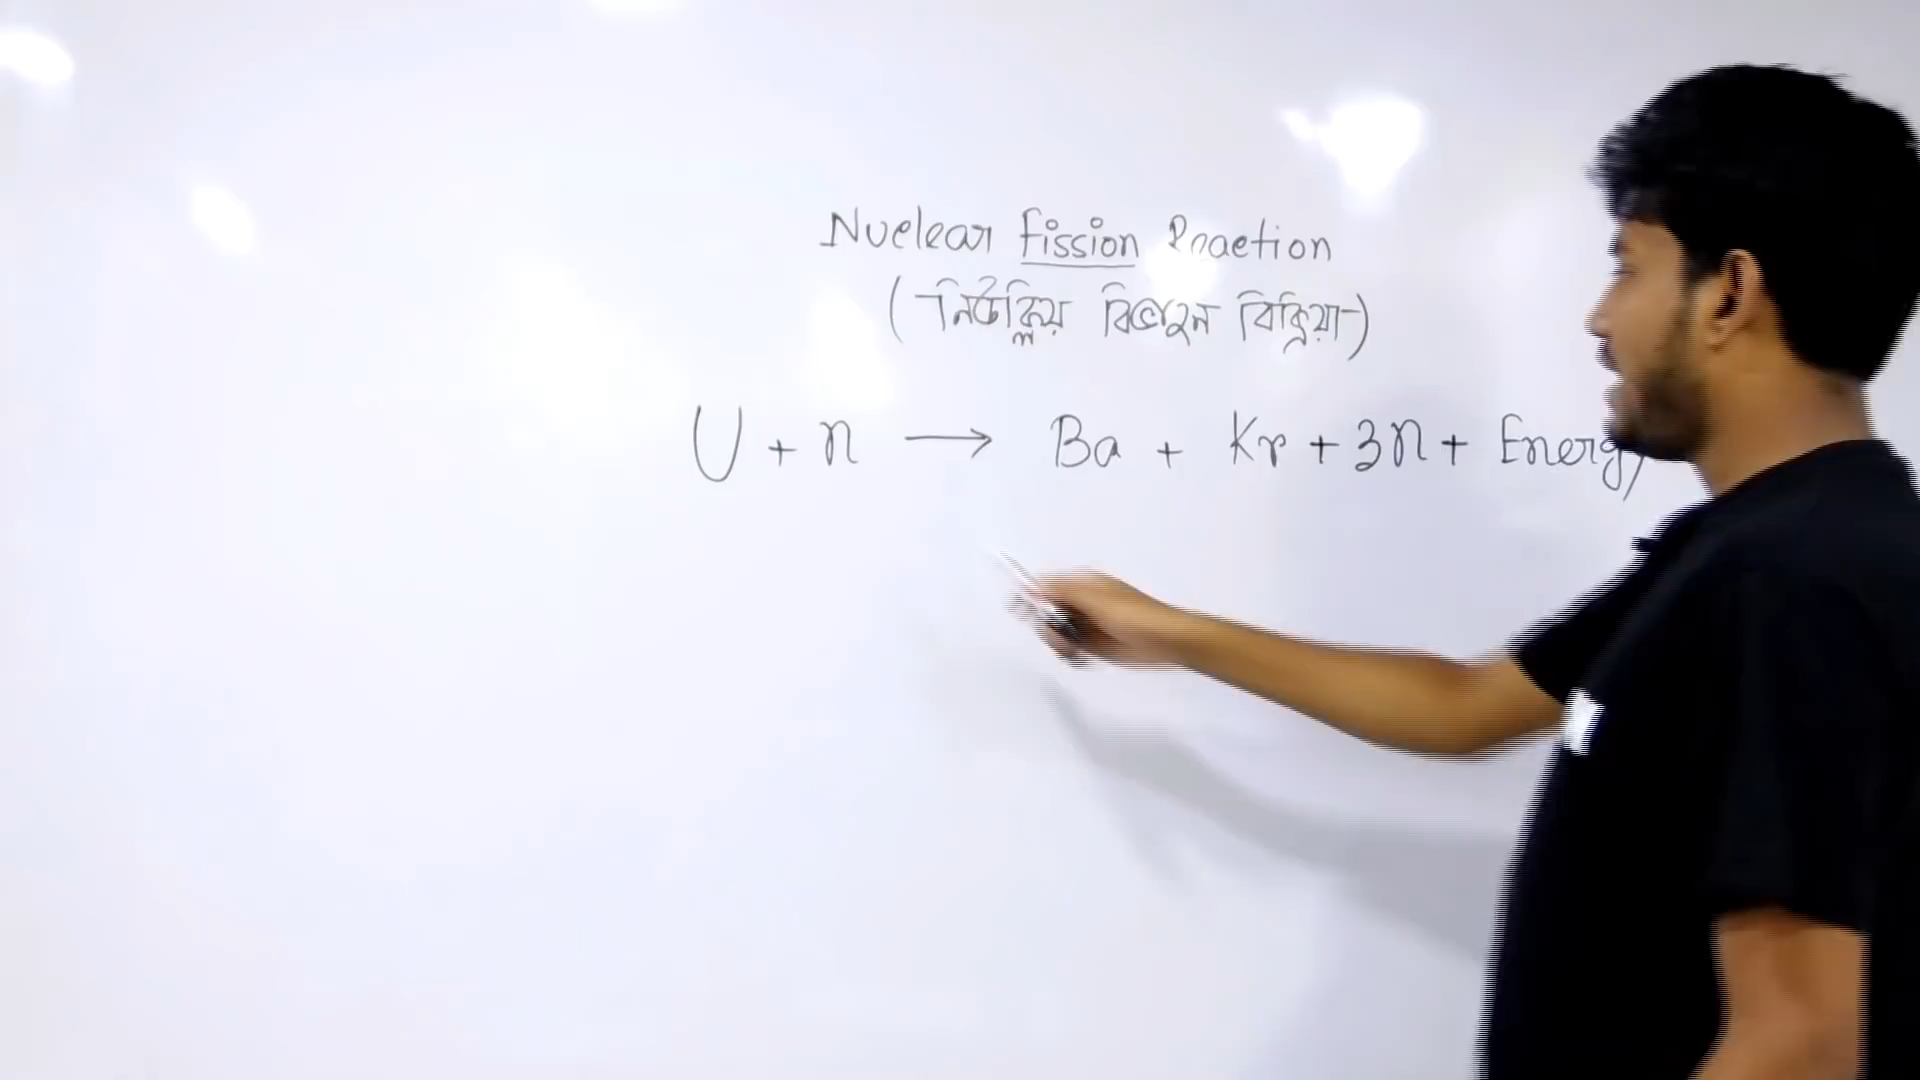 Nuclear Fission Reaction
(নিউক্লিয় বিভাজন বিক্রিয়া)
U + n → Ba + Kr + 3n + Energy